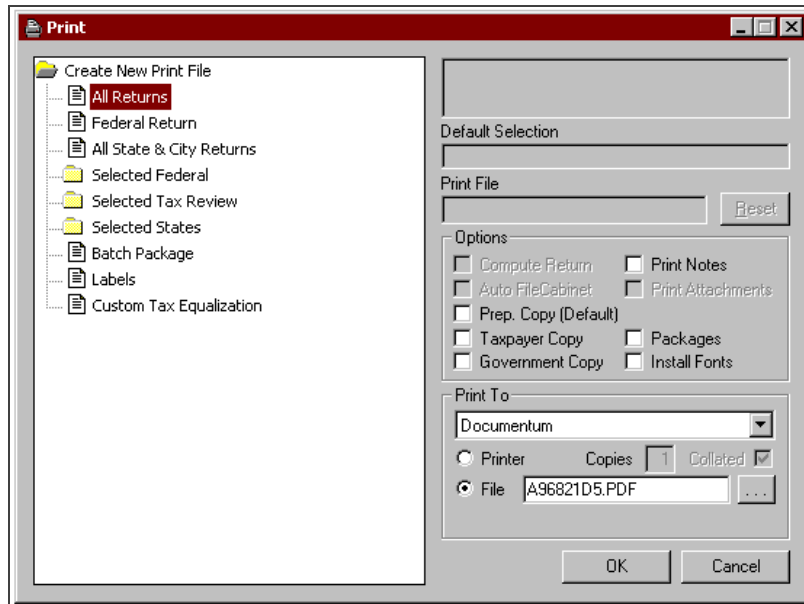 Print
Create New Print File
All Returns
Federal Return
All State & City Returns
Selected Federal
Selected Tax Review
Selected States
Batch Package
Labels
Custom Tax Equalization
Default Selection
Print File
Reset
Options
Compute Return Print Notes
Auto FileCabinet Print Attachments
Prep. Copy (Default)
Taxpayer Copy Packages
Government Copy Install Fonts
Print To
Documentum
Printer Copies 1 Collated
File A96821D5.PDF ...
OK Cancel